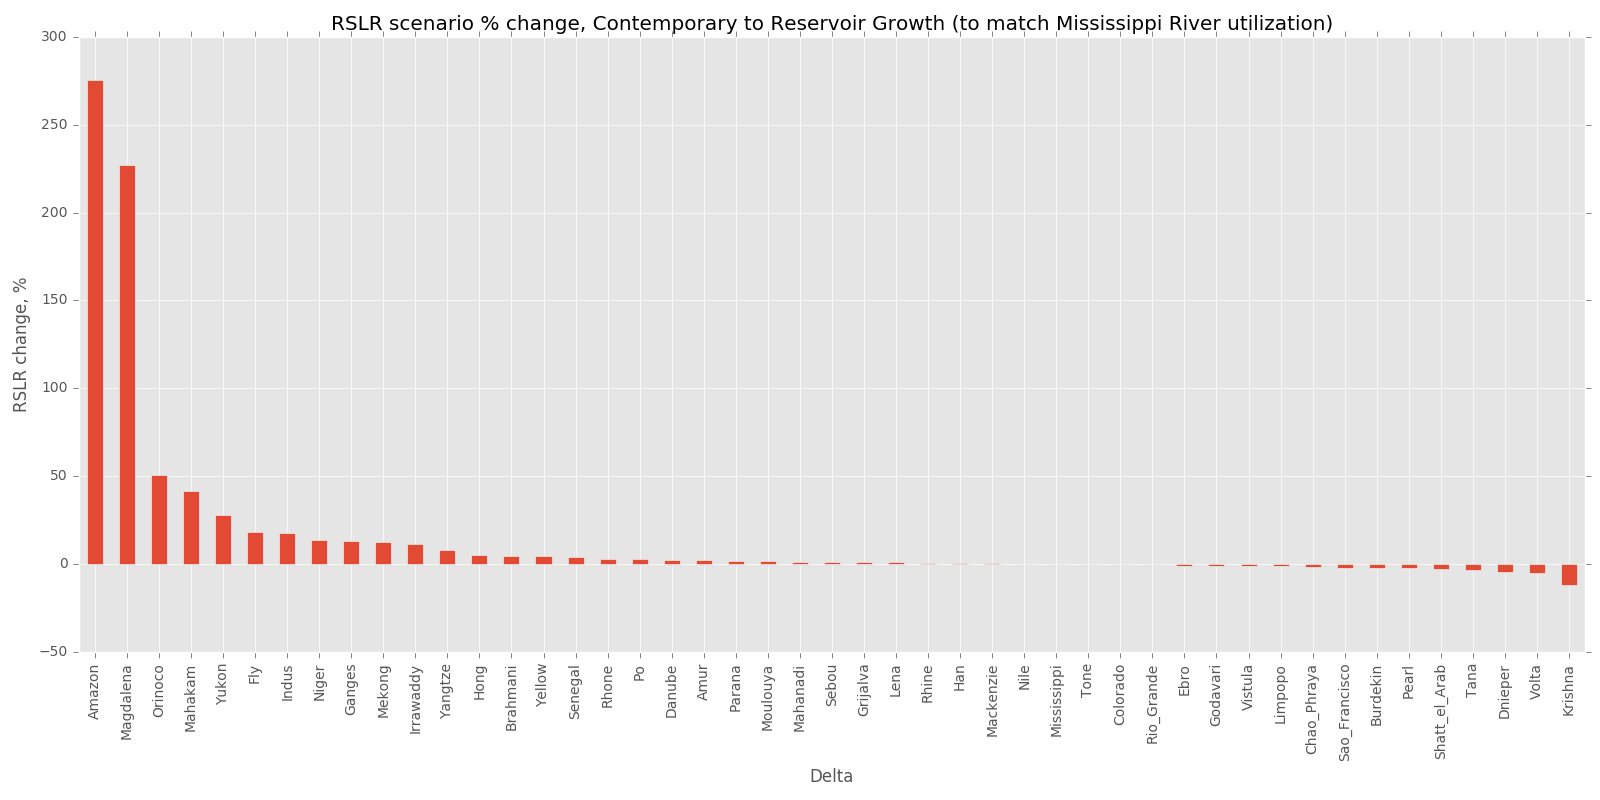 RSLR scenario % change, Contemporary to Reservoir Growth (to match Mississippi River utilization)
RSLR change, %
300
250
200
150
100
50
0
−50
Amazon
Magdalena
Orinoco
Mahakam
Yukon
Fly
Indus
Niger
Ganges
Mekong
Irrawaddy
Yangtze
Hong
Brahmani
Yellow
Senegal
Rhone
Po
Danube
Amur
Parana
Moulouya
Mahanadi
Sebou
Grijalva
Lena
Rhine
Han
Mackenzie
Nile
Mississippi
Tone
Colorado
Rio_Grande
Ebro
Godavari
Vistula
Limpopo
Chao_Phraya
Sao_Francisco
Burdekin
Pearl
Shatt_el_Arab
Tana
Dnieper
Volta
Krishna
Delta